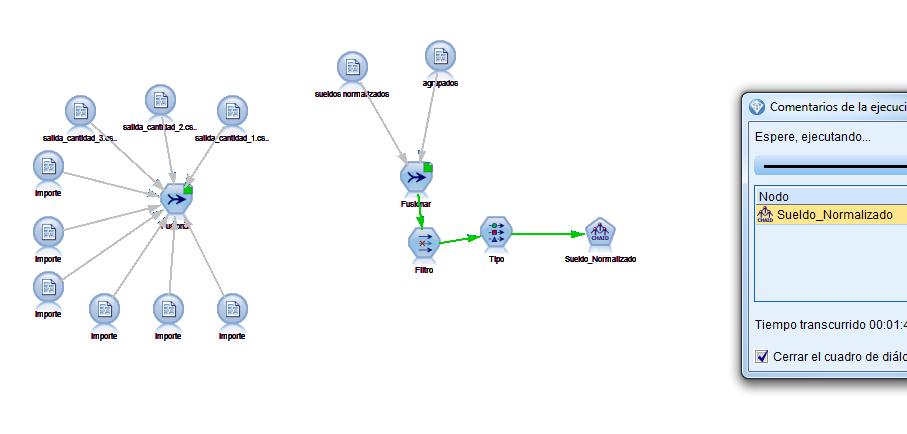 sueldos normalizados
agrupados
salida_cantidad_3.cs..
salida_cantidad_2.cs..
salida_cantidad_1.cs..
Importe
Fusionar
Importe
Importe
Importe
Importe
Importe
Fusionar
Filtro
Tipo
CHAID
Sueldo_Normalizado
Comentarios de la ejecuci
Espere, ejecutando...
Nodo
CHAID Sueldo_Normalizado
Tiempo transcurrido 00:01:4
Cerrar el cuadro de diálo